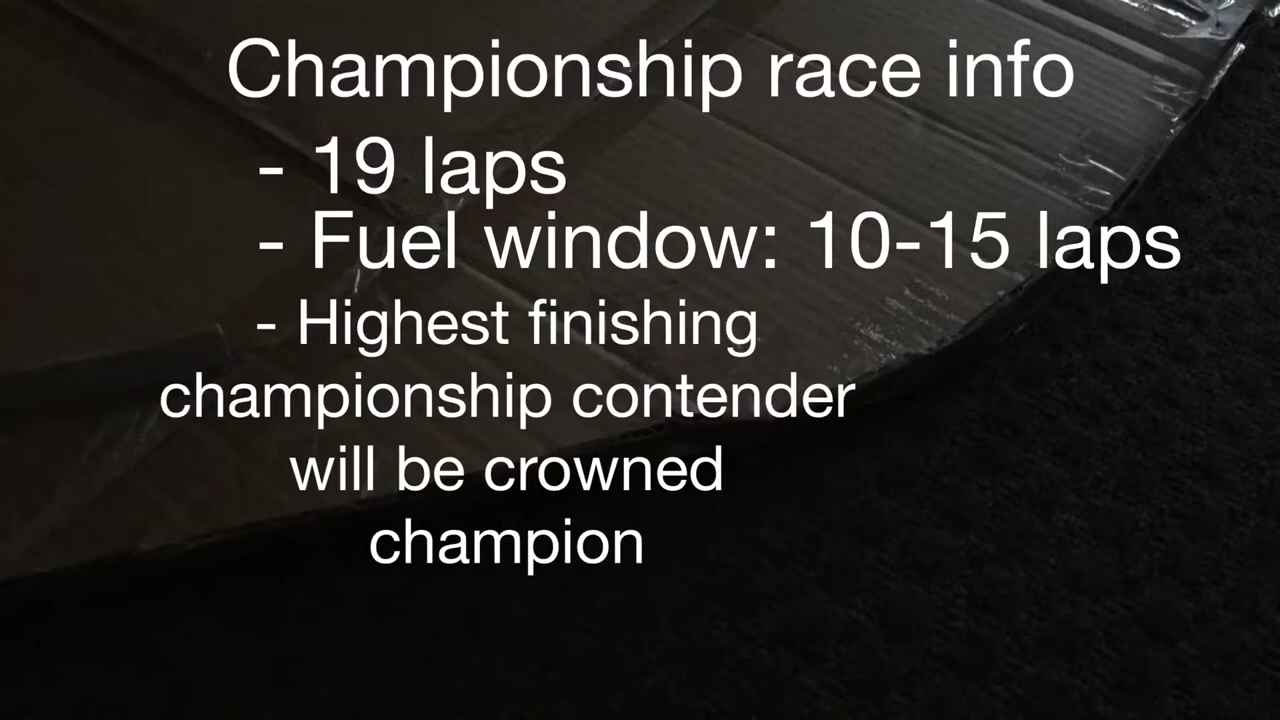 Championship race info
- 19 laps
- Fuel window: 10-15 laps
- Highest finishing
championship contender
will be crowned
champion